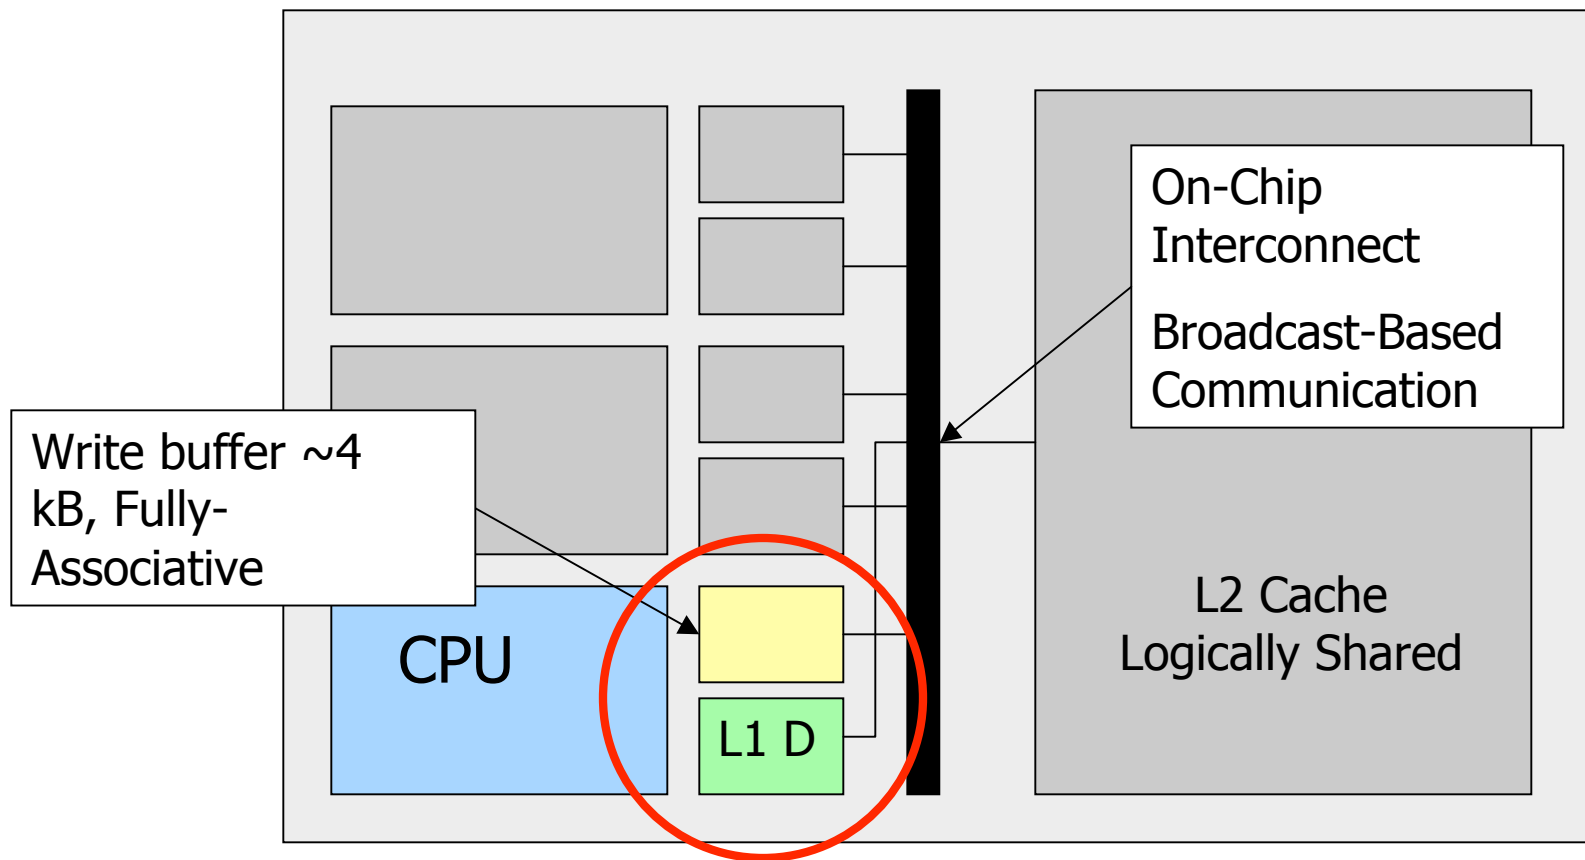 On-Chip
Interconnect
Broadcast-Based
Communication
Write buffer ~4
kB, Fully-
Associative
CPU
L1 D
L2 Cache
Logically Shared